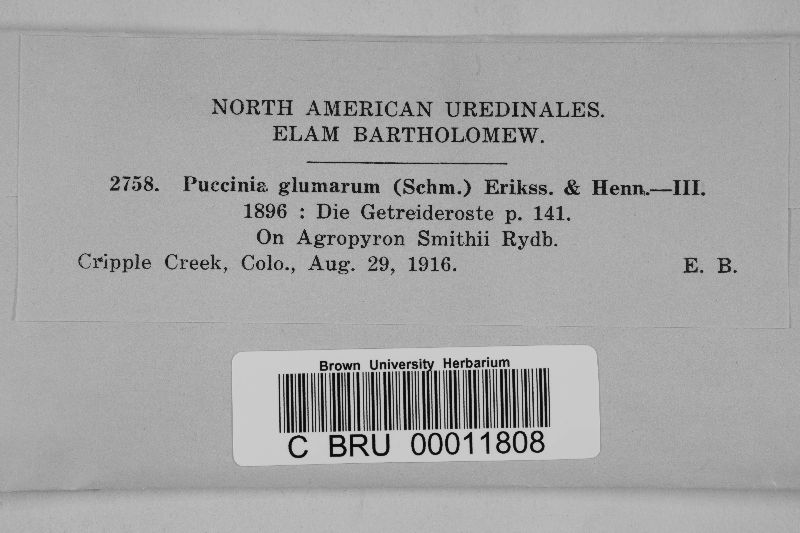 NORTH AMERICAN UREDINALES.
ELAM BARTHOLOMEW.
2758. Puccinia glumarum (Schm.) Erikss. & Henn.—III.
1896 : Die Getreideroste p. 141.
On Agropyron Smithii Rydb.
Cripple Creek, Colo., Aug. 29, 1916. E. B.
Brown University Herbarium
C BRU 00011808